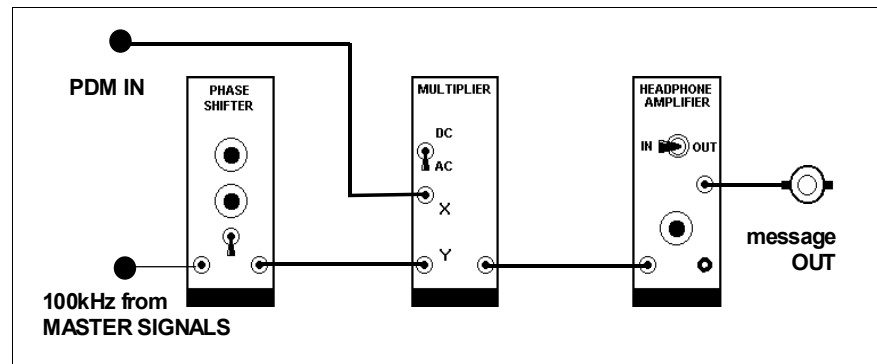 PDM IN
PHASE
SHIFTER
MULTIPLIER
DC
AC
X
Y
HEADPHONE
AMPLIFIER
IN
OUT
message
OUT
100kHz from
MASTER SIGNALS